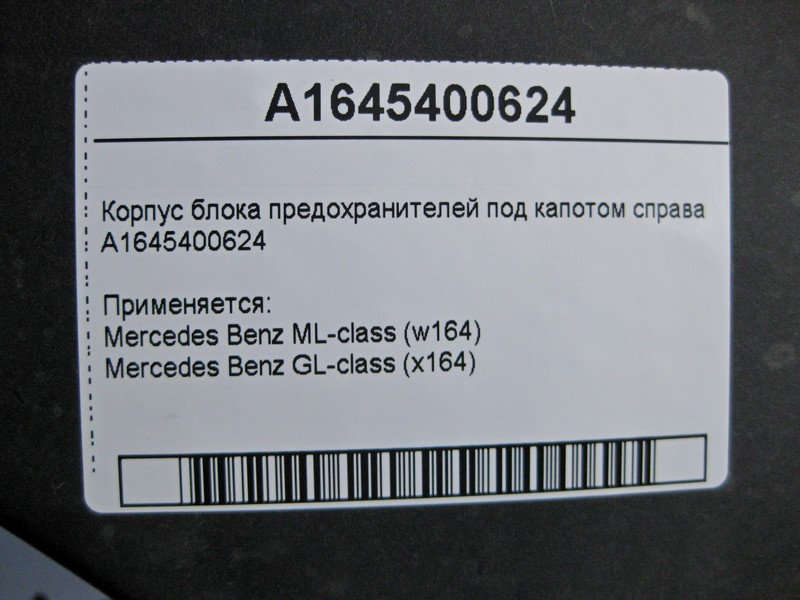 A1645400624
Корпус блока предохранителей под капотом справа
A1645400624
Применяется:
Mercedes Benz ML-class (w164)
Mercedes Benz GL-class (x164)